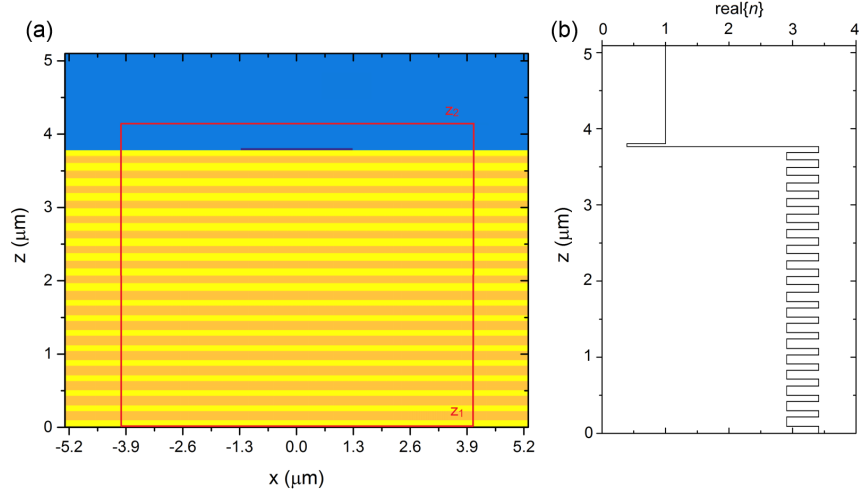 (a)
z (μm)
5
4
3
2
1
0
z₂
z₁
-5.2 -3.9 -2.6 -1.3 0.0 1.3 2.6 3.9 5.2
x (μm)
(b)
real{n}
0 1 2 3 4
z (μm)
5
4
3
2
1
0